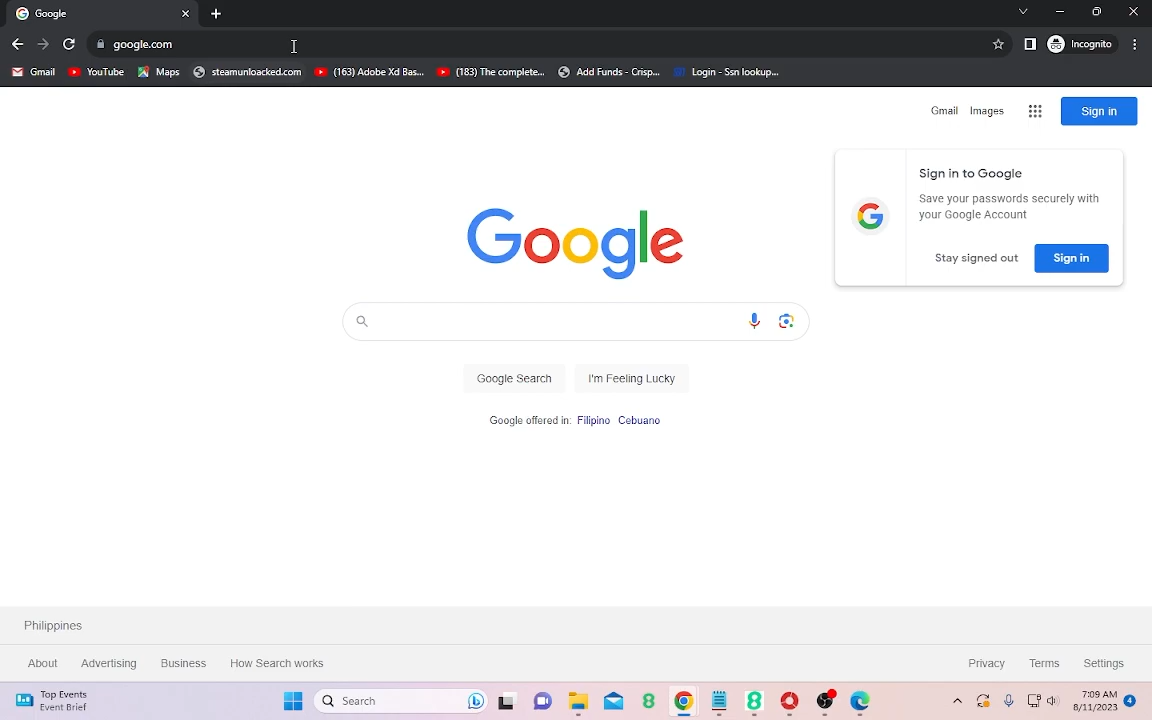 Google
google.com
Incognito
Gmail
YouTube
Maps
steamunloacked.com
(163) Adobe Xd Bas...
(183) The complete...
Add Funds - Crisp...
Login - Ssn lookup...
Gmail Images
Sign in
Sign in to Google
Save your passwords securely with
your Google Account
Stay signed out
Sign in
Google
Google Search
I'm Feeling Lucky
Google offered in: Filipino Cebuano
Philippines
About Advertising Business How Search works
Privacy Terms Settings
Top Events
Event Brief
Search
7:09 AM
8/11/2023
4